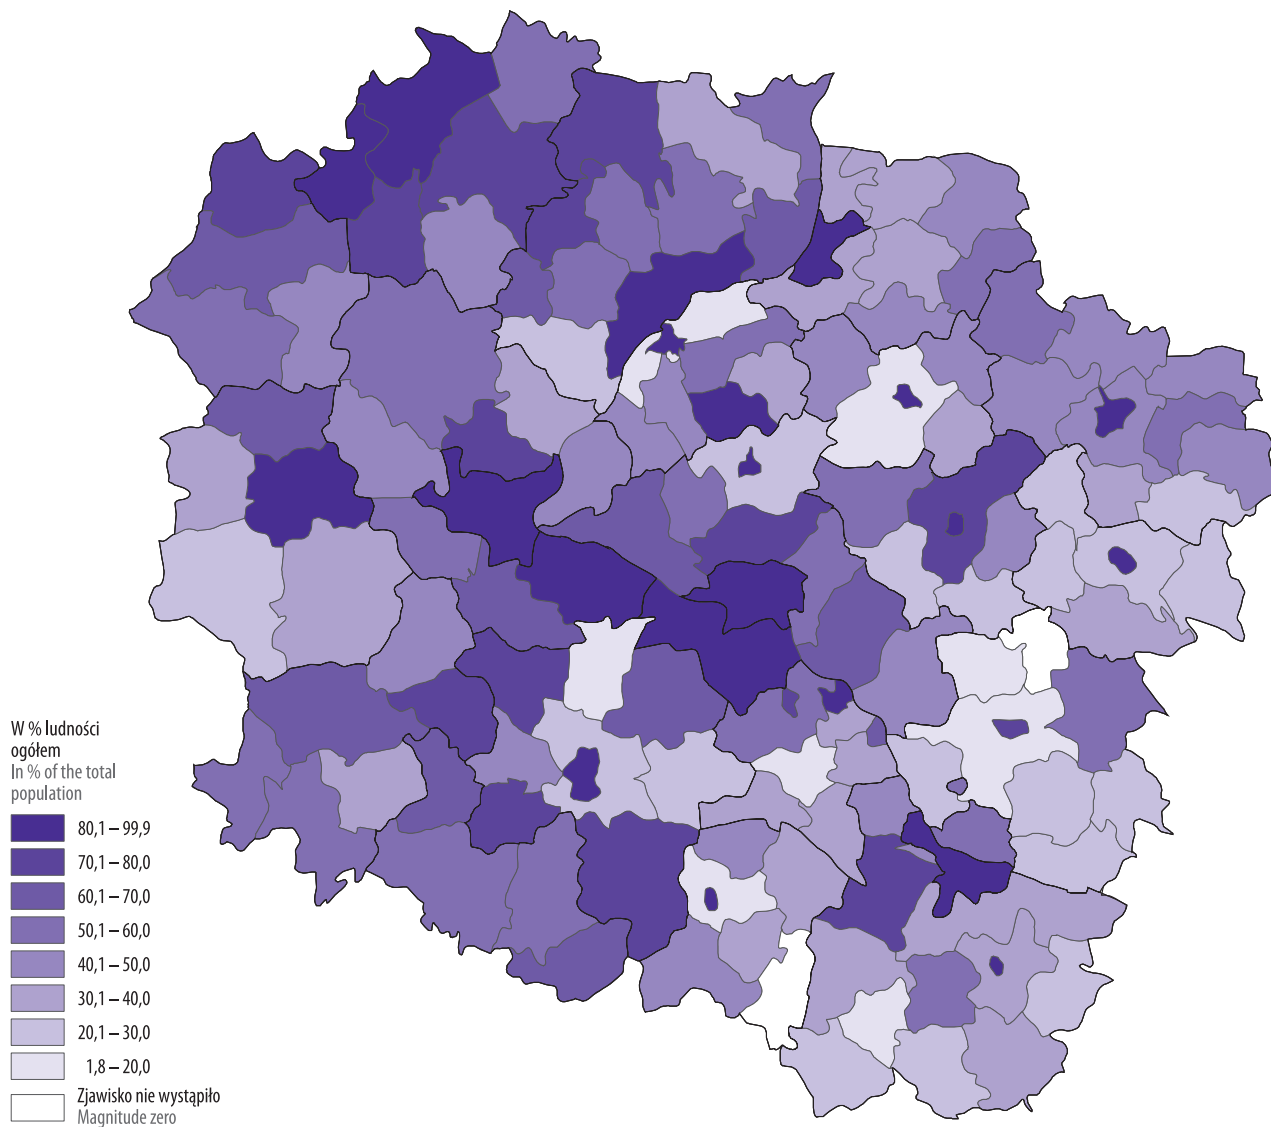 W % ludności
ogółem
In % of the total
population
80,1 – 99,9
70,1 – 80,0
60,1 – 70,0
50,1 – 60,0
40,1 – 50,0
30,1 – 40,0
20,1 – 30,0
1,8 – 20,0
Zjawisko nie wystąpiło
Magnitude zero